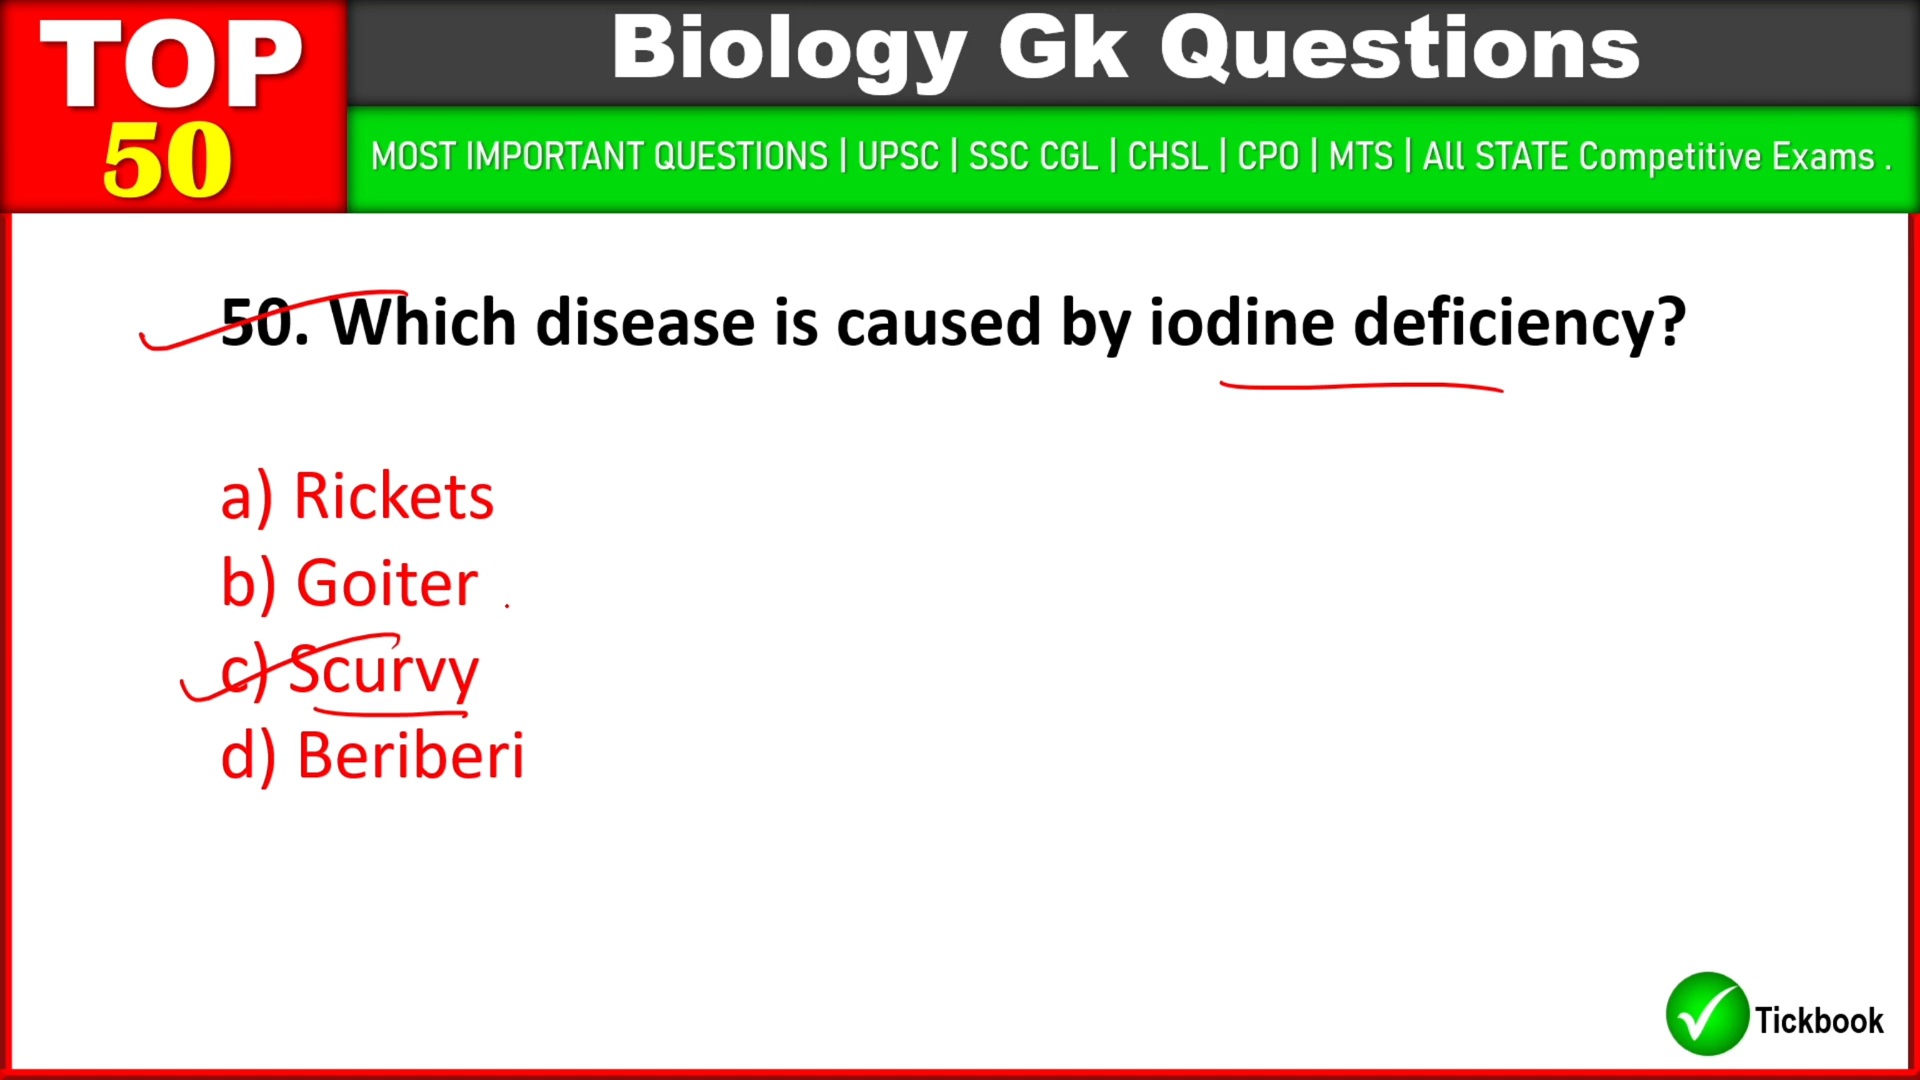 TOP
50
Biology Gk Questions
MOST IMPORTANT QUESTIONS | UPSC | SSC CGL | CHSL | CPO | MTS | All STATE Competitive Exams .
50. Which disease is caused by iodine deficiency?
a) Rickets
b) Goiter
c) Scurvy
d) Beriberi
Tickbook